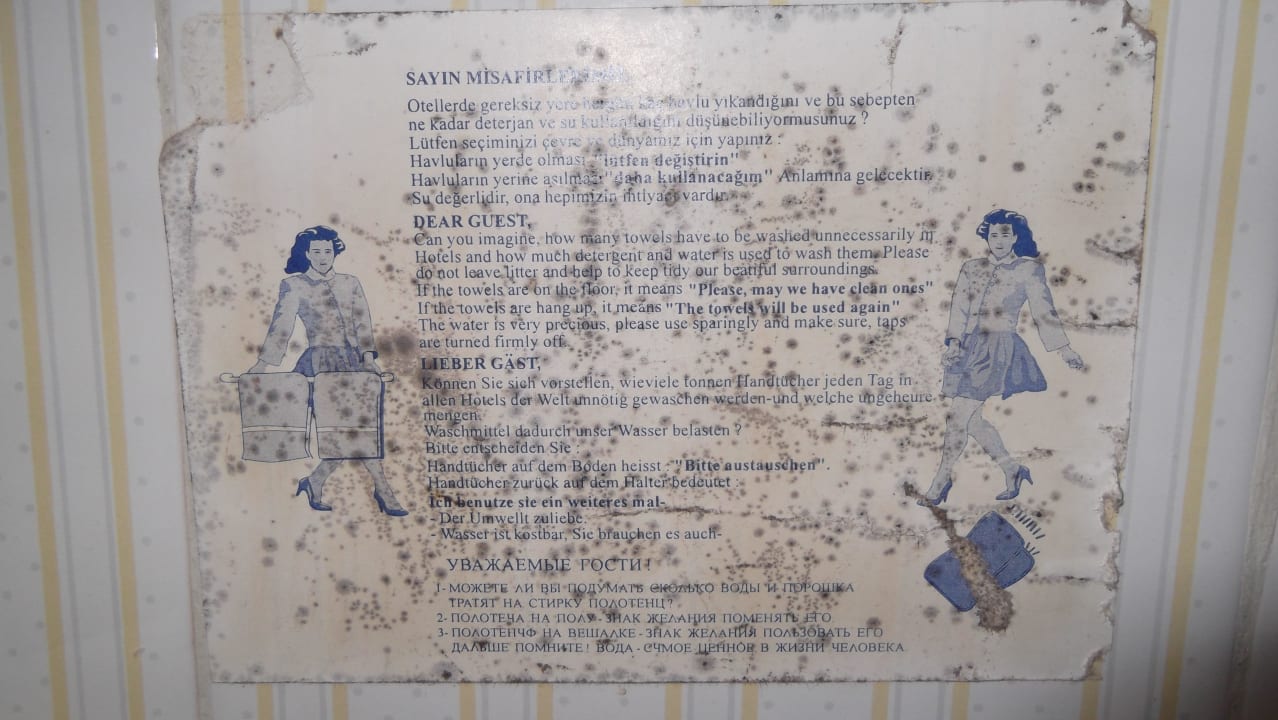 SAYIN MİSAFİRLERİMİZ,
Otellerde gereksiz yere hergün kaç havlu yıkandığını ve bu sebepten
ne kadar deterjan ve su kullanıldığını düşünebiliyormusunuz ?
Lütfen seçiminizi çevre ve dünyamız için yapınız :
Havluların yerde olması "lütfen değiştirin"
Havluların yerine asılması "daha kullanacağım" Anlamına gelecektir.
Su değerlidir, ona hepimizin ihtiyacı vardır.
DEAR GUEST,
Can you imagine, how many towels have to be washed unnecessarily in
Hotels and how much detergent and water is used to wash them. Please
do not leave litter and help to keep tidy our beatiful surroundings.
If the towels are on the floor, it means "Please, may we have clean ones"
If the towels are hang up, it means "The towels will be used again"
The water is very precious, please use sparingly and make sure, taps
are turned firmly off.
LIEBER GÄST,
Können Sie sich vorstellen, wieviele tonnen Handtücher jeden Tag in
allen Hotels der Welt unnötig gewaschen werden-und welche ungeheure
mengen.
Waschmittel dadurch unser Wasser belasten ?
Bitte entscheiden Sie :
Handtücher auf dem Böden heisst : "Bitte austauschen".
Handtücher zurück auf dem Halter bedeutet :
Ich benutze sie ein weiteres mal-
- Der Umwellt zuliebe.
- Wasser ist kostbar, Sie brauchen es auch-
УВАЖАЕМЫЕ ГОСТИ!
1- МОЖЕТЕ ЛИ ВЫ ПОДУМАТЬ СКОЛЬКО ВОДЫ И ПОРОШКА
ТРАТЯТ НА СТИРКУ ПОЛОТЕНЦ?
2- ПОЛОТЕЧА НА ПОЛУ - ЗНАК ЖЕЛАНИЯ ПОМЕНЯТЬ ЕГО
3- ПОЛОТЕНЧФ НА ВЕШАЛКЕ - ЗНАК ЖЕЛАНИЯ ПОЛЬЗОВАТЬ ЕГО
ДАЛЬШЕ ПОМНИТЕ! ВОДА - СЧМОЕ ЦЕННОЕ В ЖИЗНИ ЧЕЛОВЕКА